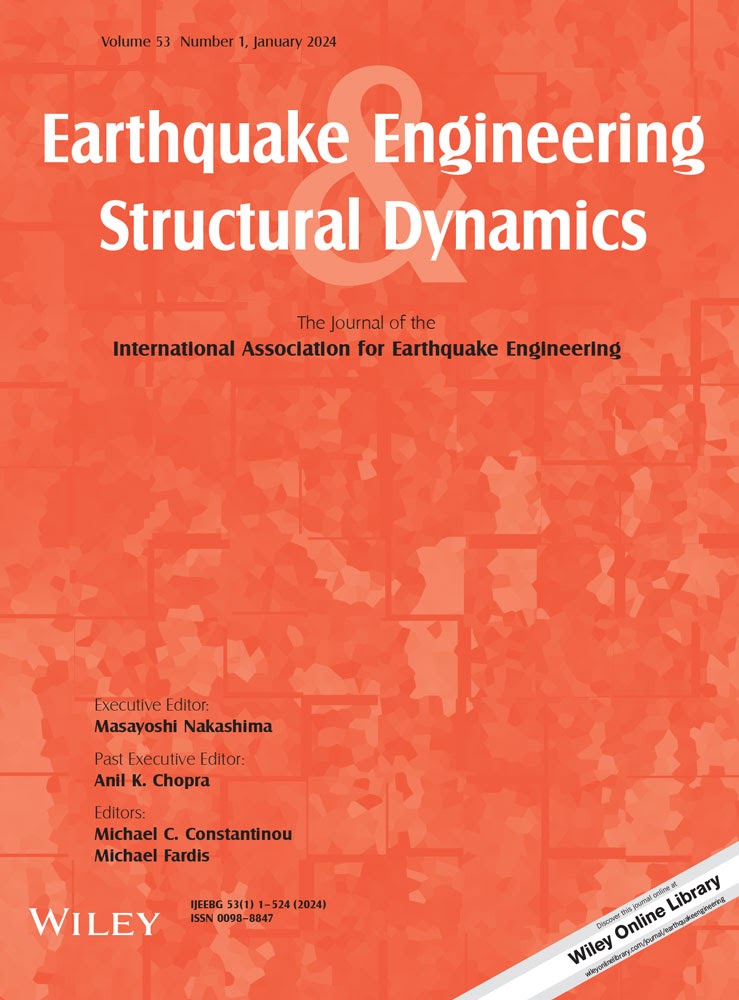 Volume 53 Number 1, January 2024
&
Earthquake Engineering
Structural Dynamics
The Journal of the
International Association for Earthquake Engineering
Executive Editor:
Masayoshi Nakashima
Past Executive Editor:
Anil K. Chopra
Editors:
Michael C. Constantinou
Michael Fardis
WILEY
IJEEBG 53(1) 1–524 (2024)
ISSN 0098–8847
Discover this journal online at
Wiley Online Library
wileyonlinelibrary.com/journal/earthquakeengineering